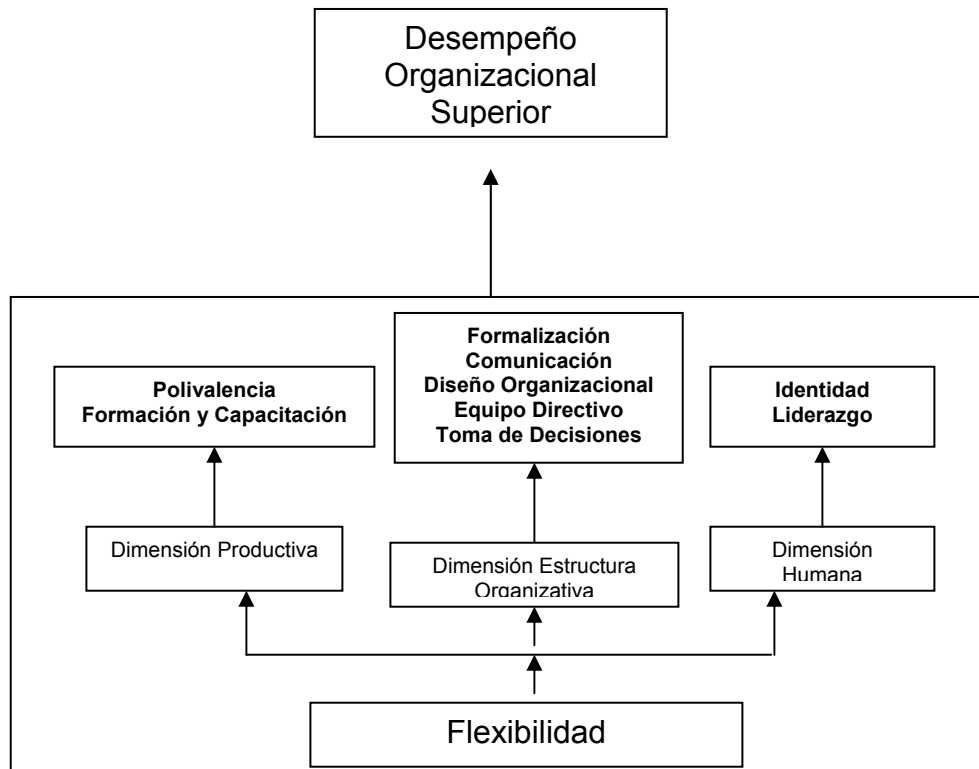 Desempeño
Organizacional
Superior
Formalización
Comunicación
Diseño Organizacional
Equipo Directivo
Toma de Decisiones
Polivalencia
Formación y Capacitación
Identidad
Liderazgo
Dimensión Productiva
Dimensión Estructura
Organizativa
Dimensión
Humana
Flexibilidad